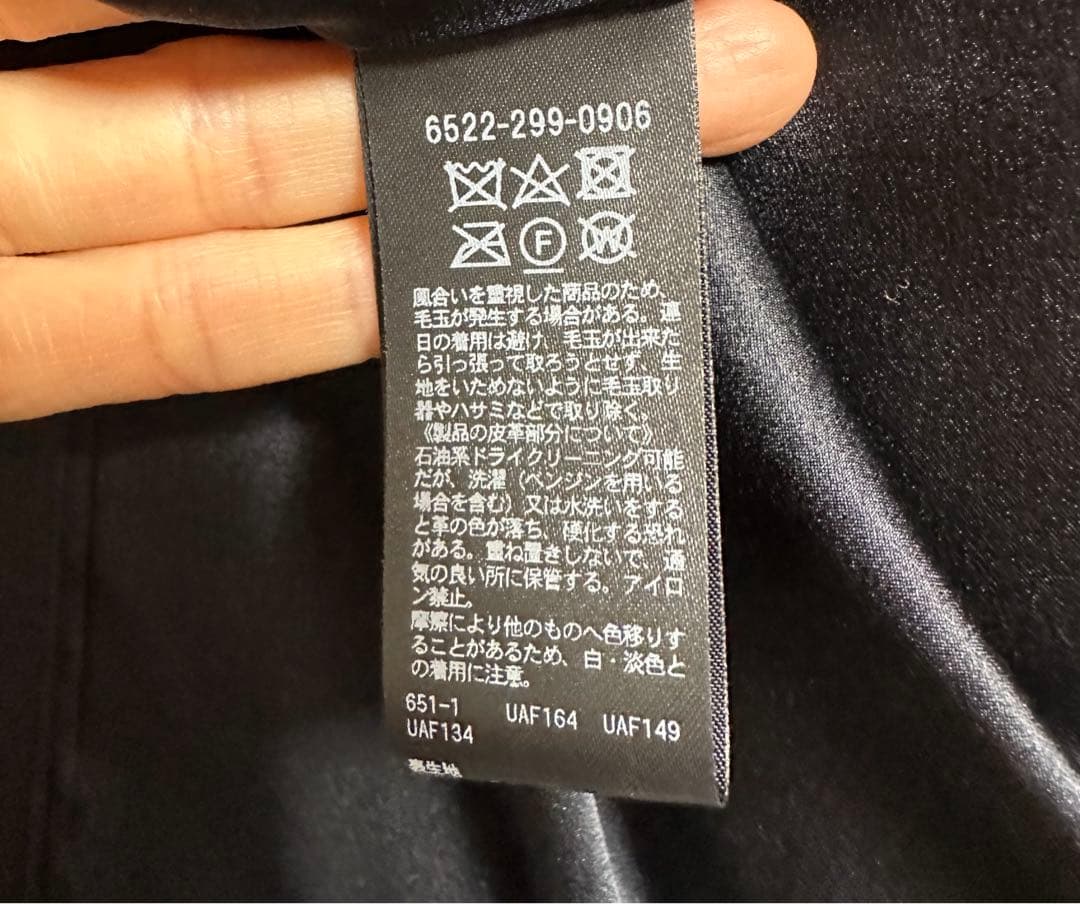 6522-299-0906
F
W
風合いを重視した商品のため、
毛玉が発生する場合がある。連
日の着用は避け、毛玉が出来た
ら引っ張って取ろうとせず、生
地をいためないように毛玉取り
器やハサミなどで取り除く。
《製品の皮革部分について》
石油系ドライクリーニング可能
だが、洗濯（ベンジンを用いる
場合を含む）又は水洗いをする
と革の色が落ち、硬化する恐れ
がある。重ね置きしないで、通
気の良い所に保管する。アイロ
ン禁止。
摩擦により他のものへ色移りす
ることがあるため、白・淡色と
の着用に注意。
651-1 UAF164 UAF149
UAF134
表生地